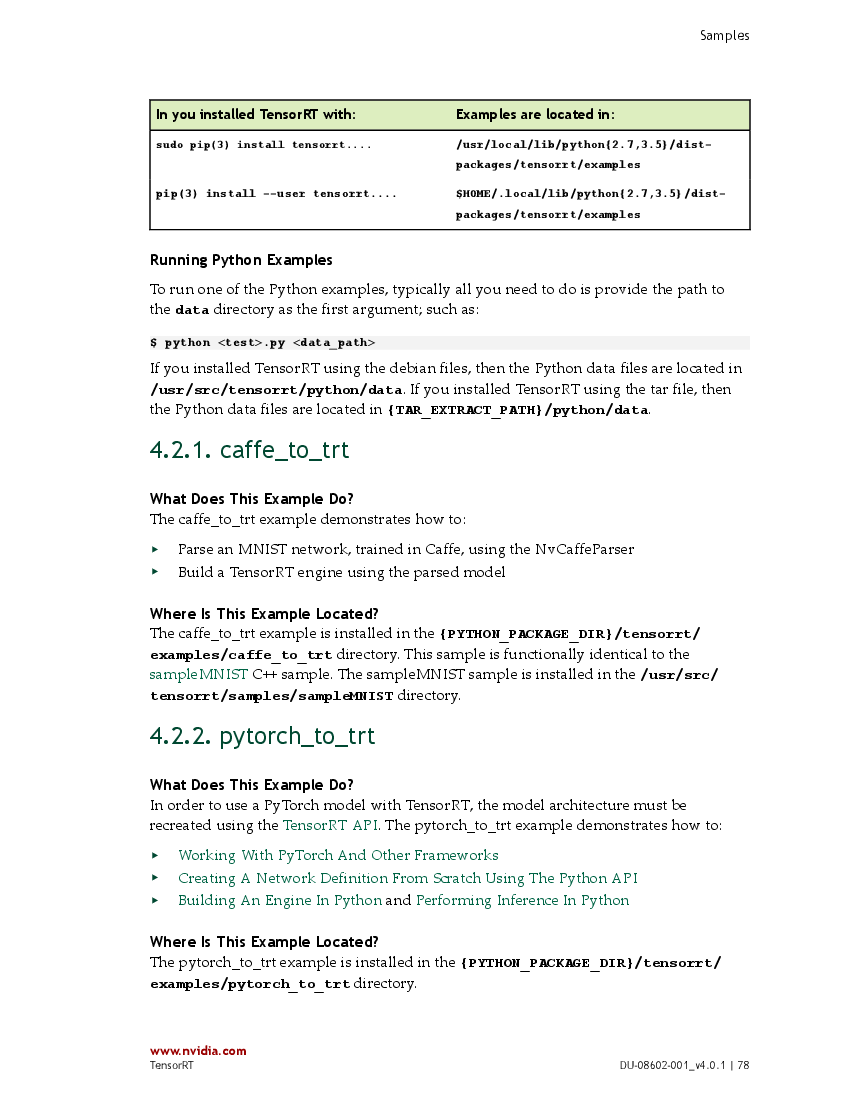 Samples
In you installed TensorRT with: Examples are located in:
sudo pip(3) install tensorrt.... /usr/local/lib/python{2.7,3.5}/dist-
packages/tensorrt/examples
pip(3) install --user tensorrt.... $HOME/.local/lib/python{2.7,3.5}/dist-
packages/tensorrt/examples
Running Python Examples
To run one of the Python examples, typically all you need to do is provide the path to
the data directory as the first argument; such as:
$ python <test>.py <data_path>
If you installed TensorRT using the debian files, then the Python data files are located in
/usr/src/tensorrt/python/data. If you installed TensorRT using the tar file, then
the Python data files are located in {TAR_EXTRACT_PATH}/python/data.
4.2.1. caffe_to_trt
What Does This Example Do?
The caffe_to_trt example demonstrates how to:
‣ Parse an MNIST network, trained in Caffe, using the NvCaffeParser
‣ Build a TensorRT engine using the parsed model
Where Is This Example Located?
The caffe_to_trt example is installed in the {PYTHON_PACKAGE_DIR}/tensorrt/
examples/caffe_to_trt directory. This sample is functionally identical to the
sampleMNIST C++ sample. The sampleMNIST sample is installed in the /usr/src/
tensorrt/samples/sampleMNIST directory.
4.2.2. pytorch_to_trt
What Does This Example Do?
In order to use a PyTorch model with TensorRT, the model architecture must be
recreated using the TensorRT API. The pytorch_to_trt example demonstrates how to:
‣ Working With PyTorch And Other Frameworks
‣ Creating A Network Definition From Scratch Using The Python API
‣ Building An Engine In Python and Performing Inference In Python
Where Is This Example Located?
The pytorch_to_trt example is installed in the {PYTHON_PACKAGE_DIR}/tensorrt/
examples/pytorch_to_trt directory.
www.nvidia.com
TensorRT DU-08602-001_v4.0.1 | 78